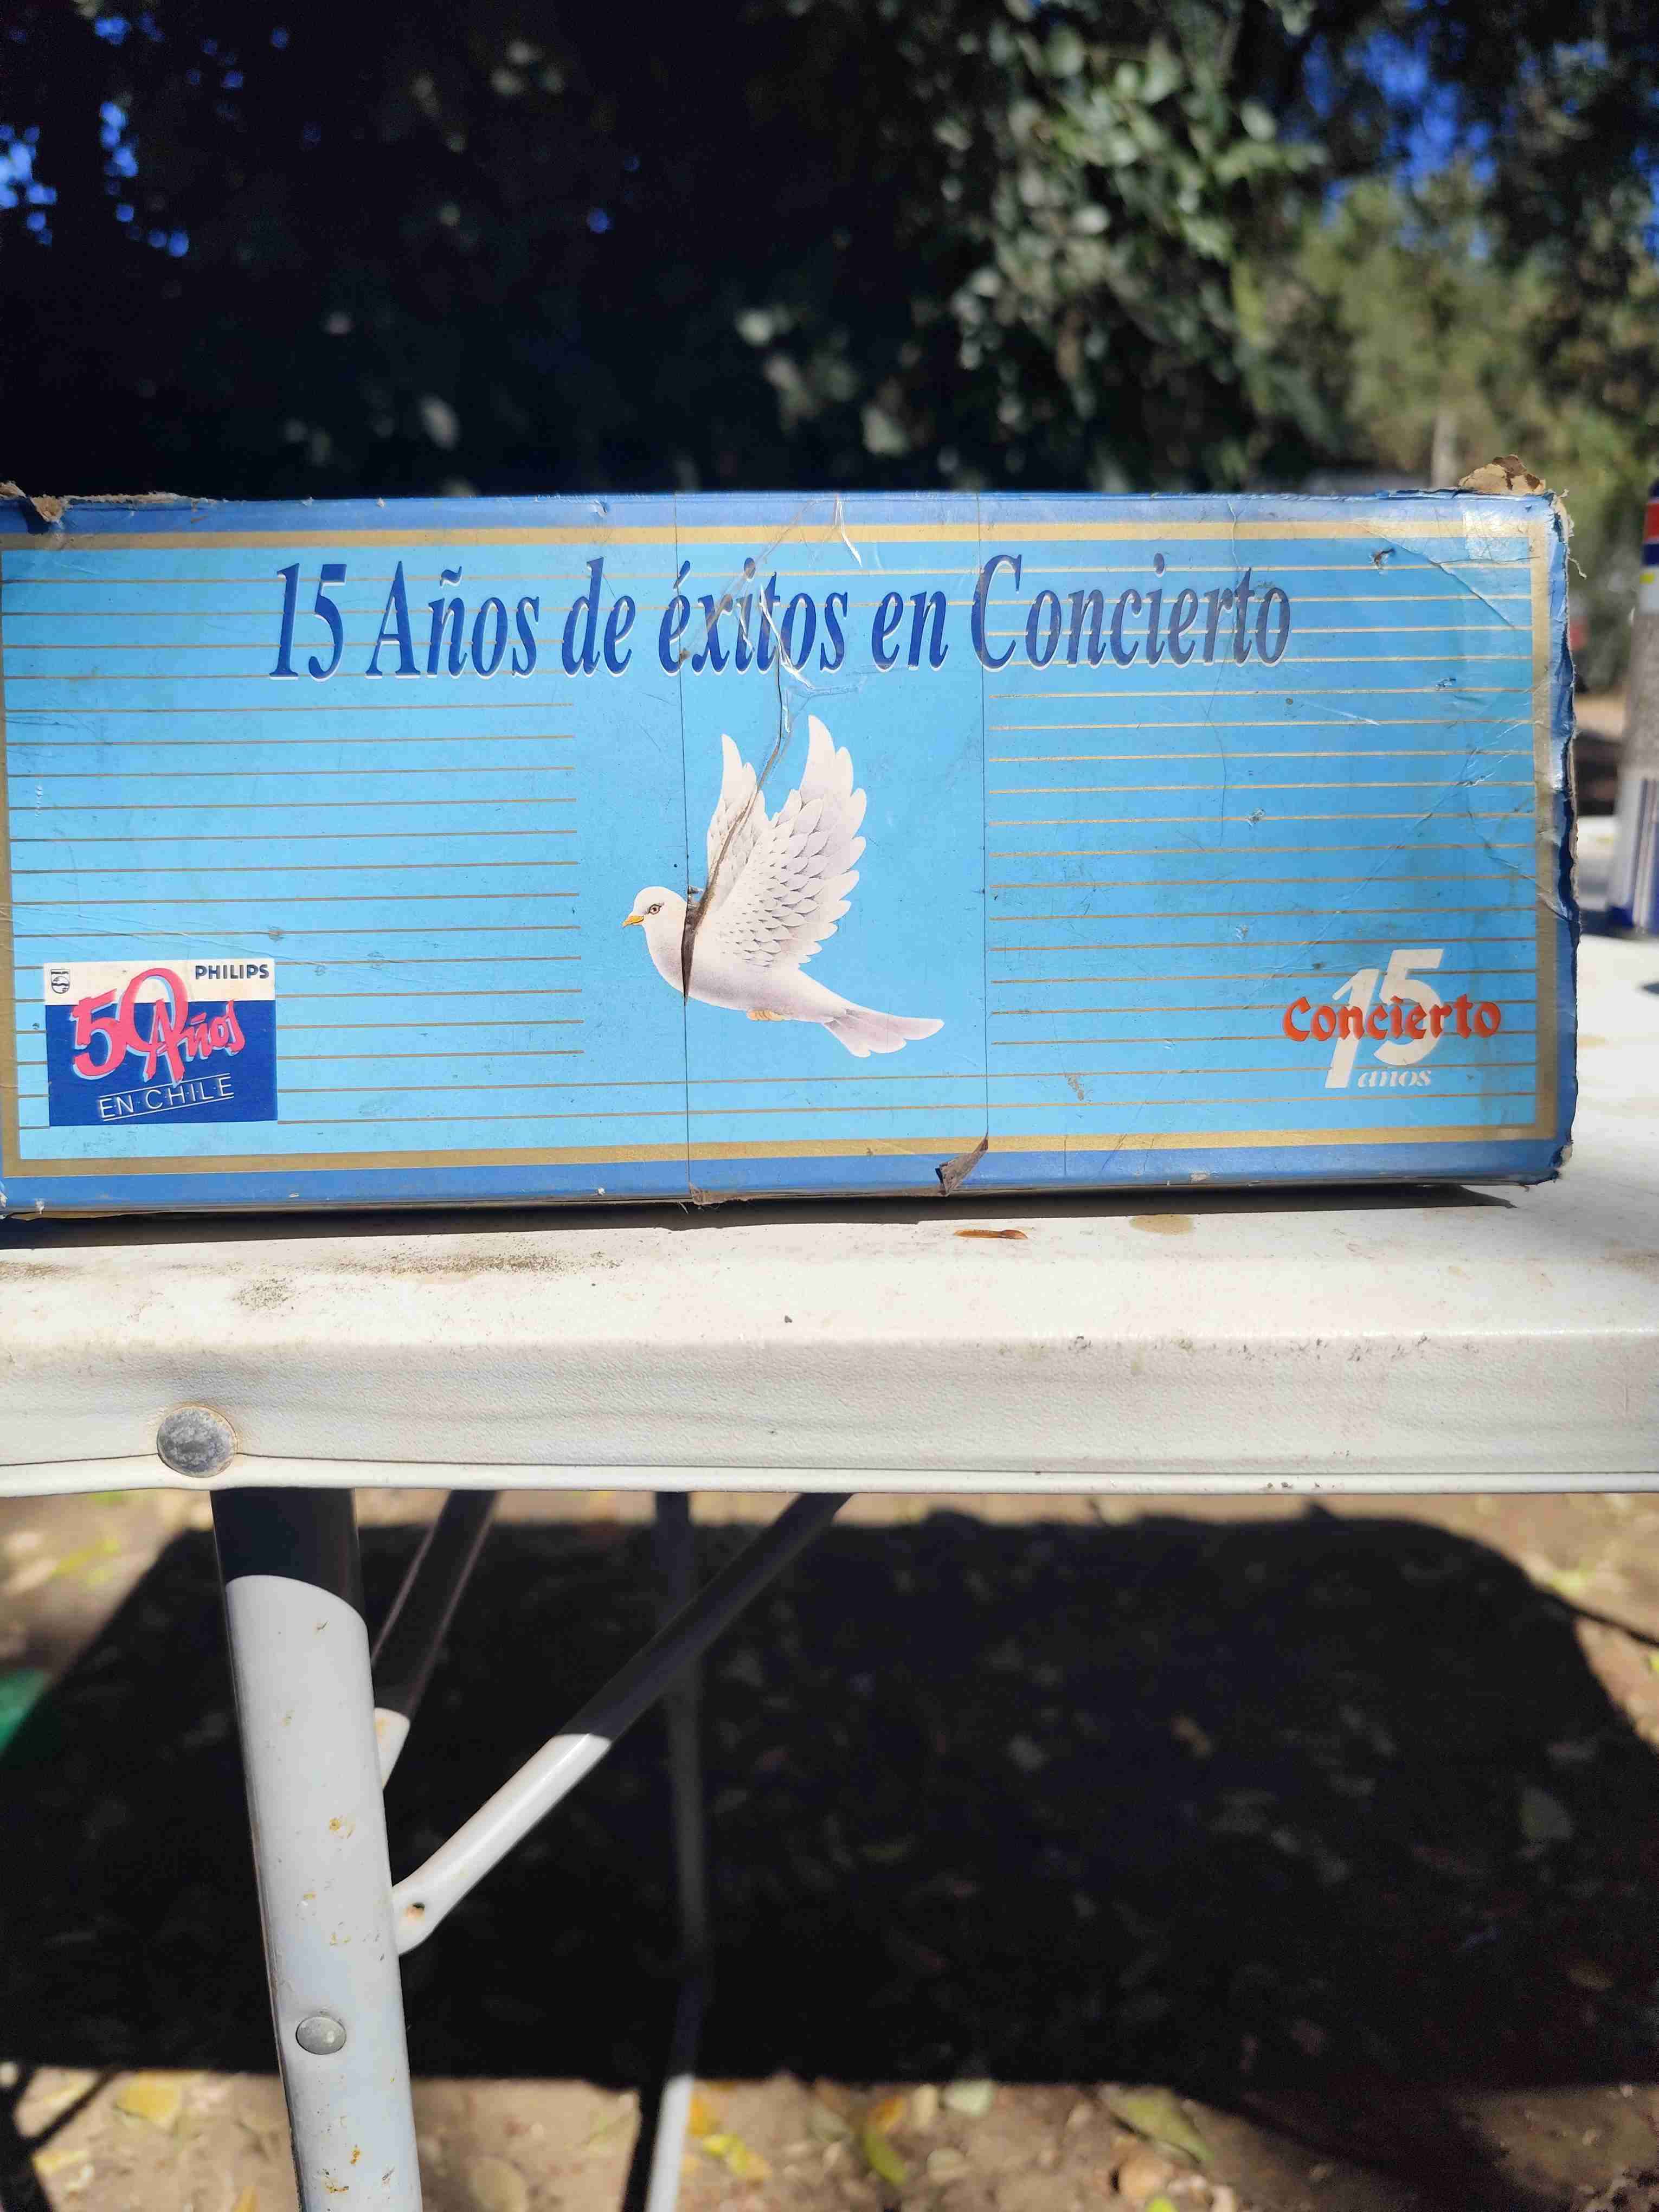 15 Años de éxitos en Concierto
PHILIPS
50 Años
EN CHILE
15
Concierto
años